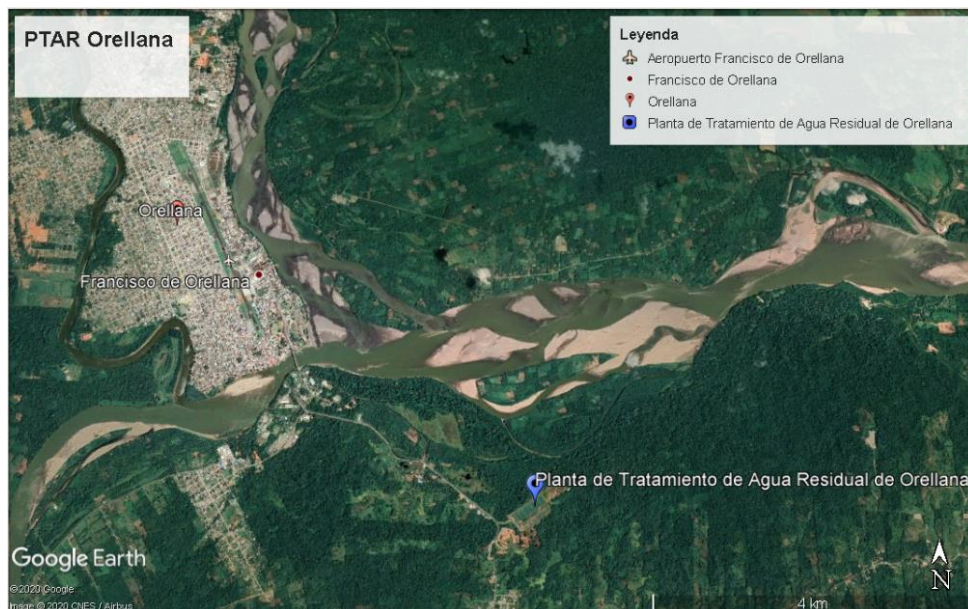 PTAR Orellana
Leyenda
Aeropuerto Francisco de Orellana
Francisco de Orellana
Orellana
Planta de Tratamiento de Agua Residual de Orellana
Orellana
Francisco de Orellana
Planta de Tratamiento de Agua Residual de Orellana
Google Earth
©2020 Google
Image © 2020 CNES / Airbus
4 km
N